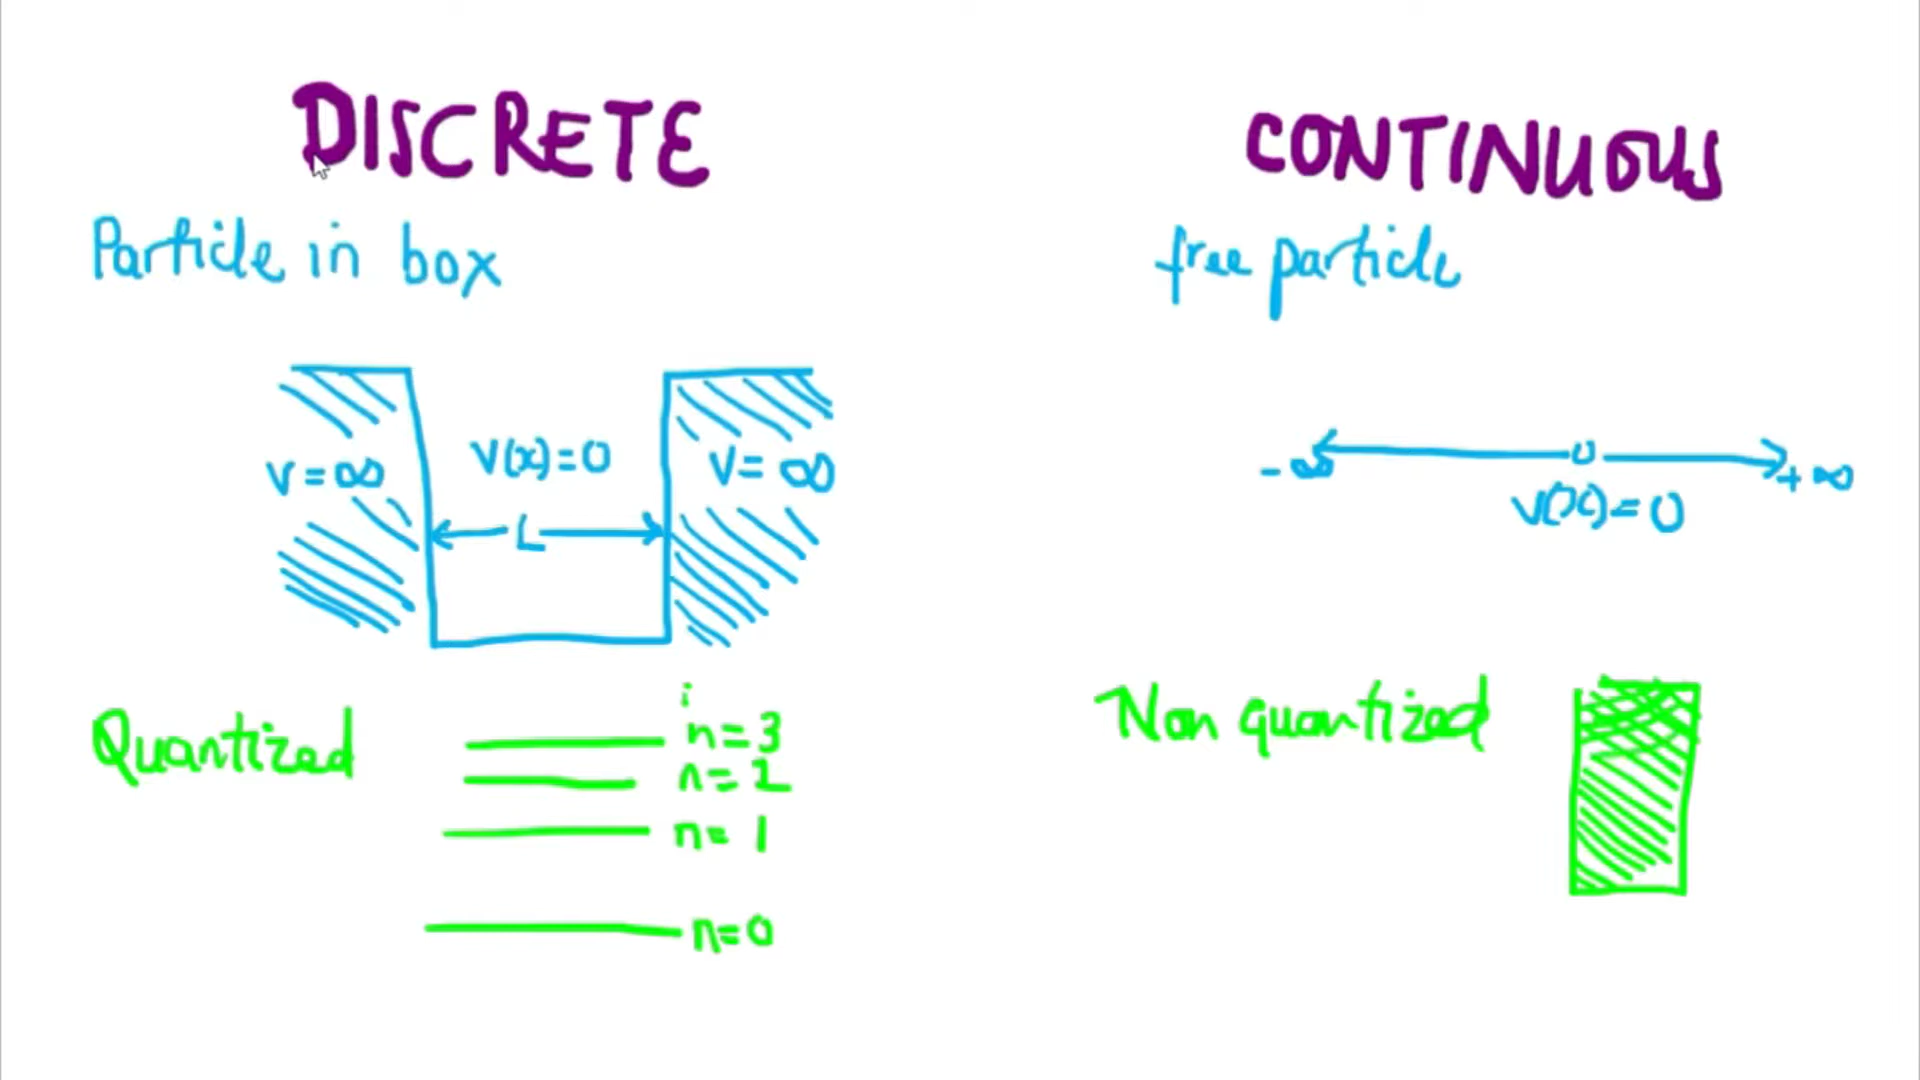 DISCRETE
Particle in box
V=∞
V(x)=0
V=∞
L
Quantized
n=3
n=2
n=1
n=0
CONTINUOUS
free particle
-∞
0
+∞
V(x)=0
Non quantized